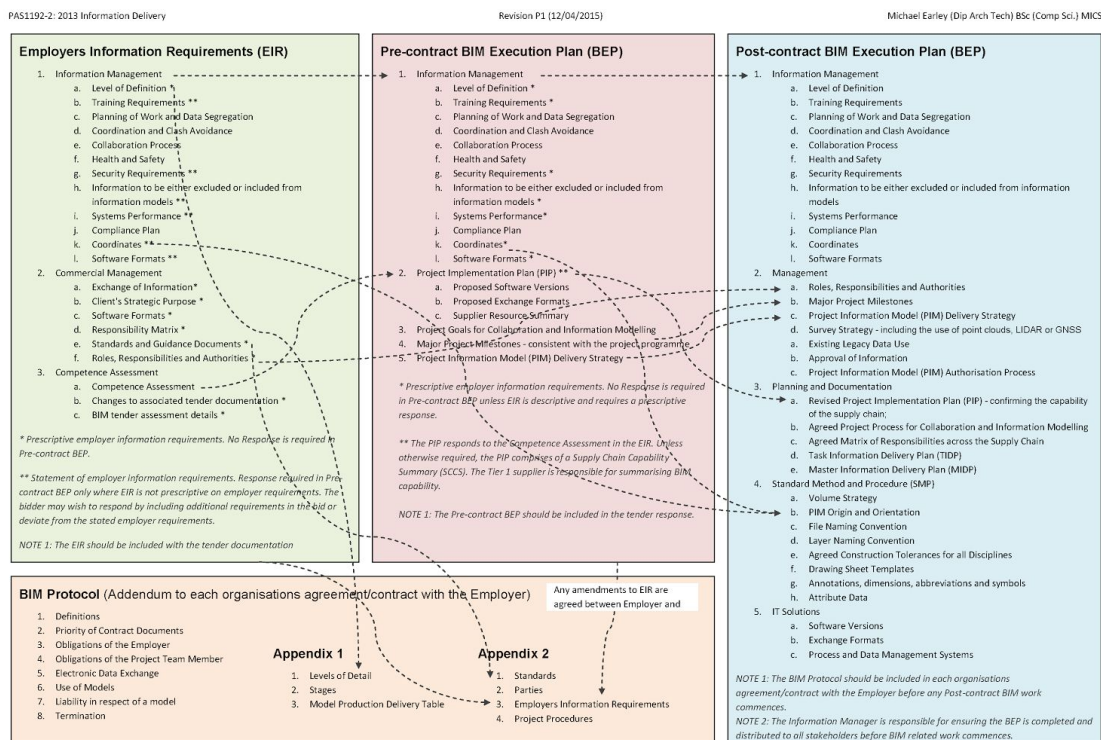 PAS1192-2: 2013 Information Delivery
Revision P1 (12/04/2015)
Michael Earley (Dip Arch Tech) BSc (Comp Sci.) MICS
Employers Information Requirements (EIR)
1. Information Management
a. Level of Definition *
b. Training Requirements **
c. Planning of Work and Data Segregation
d. Coordination and Clash Avoidance
e. Collaboration Process
f. Health and Safety
g. Security Requirements **
h. Information to be either excluded or included from
information models **
i. Systems Performance **
j. Compliance Plan
k. Coordinates **
l. Software Formats **
2. Commercial Management
a. Exchange of Information*
b. Client's Strategic Purpose *
c. Software Formats *
d. Responsibility Matrix *
e. Standards and Guidance Documents *
f. Roles, Responsibilities and Authorities *
3. Competence Assessment
a. Competence Assessment
b. Changes to associated tender documentation *
c. BIM tender assessment details *
* Prescriptive employer information requirements. No Response is required in
Pre-contract BEP.
** Statement of employer information requirements. Response required in Pre-
contract BEP only where EIR is not prescriptive on employer requirements. The
bidder may wish to respond by including additional requirements in the bid or
deviate from the stated employer requirements.
NOTE 1: The EIR should be included with the tender documentation
Pre-contract BIM Execution Plan (BEP)
1. Information Management
a. Level of Definition *
b. Training Requirements *
c. Planning of Work and Data Segregation
d. Coordination and Clash Avoidance
e. Collaboration Process
f. Health and Safety
g. Security Requirements *
h. Information to be either excluded or included from
information models *
i. Systems Performance*
j. Compliance Plan
k. Coordinates*
l. Software Formats *
2. Project Implementation Plan (PIP) **
a. Proposed Software Versions
b. Proposed Exchange Formats
c. Supplier Resource Summary
3. Project Goals for Collaboration and Information Modelling
4. Major Project Milestones - consistent with the project programme
5. Project Information Model (PIM) Delivery Strategy
* Prescriptive employer information requirements. No Response is required
in Pre-contract BEP unless EIR is descriptive and requires a prescriptive
response.
** The PIP responds to the Competence Assessment in the EIR. Unless
otherwise required, the PIP comprises of a Supply Chain Capability
Summary (SCCS). The Tier 1 supplier is responsible for summarising BIM
capability.
NOTE 1: The Pre-contract BEP should be included in the tender response.
Post-contract BIM Execution Plan (BEP)
1. Information Management
a. Level of Definition
b. Training Requirements
c. Planning of Work and Data Segregation
d. Coordination and Clash Avoidance
e. Collaboration Process
f. Health and Safety
g. Security Requirements
h. Information to be either excluded or included from information
models
i. Systems Performance
j. Compliance Plan
k. Coordinates
l. Software Formats
2. Management
a. Roles, Responsibilities and Authorities
b. Major Project Milestones
c. Project Information Model (PIM) Delivery Strategy
d. Survey Strategy - including the use of point clouds, LIDAR or GNSS
a. Existing Legacy Data Use
b. Approval of Information
c. Project Information Model (PIM) Authorisation Process
3. Planning and Documentation
a. Revised Project Implementation Plan (PIP) - confirming the capability
of the supply chain;
b. Agreed Project Process for Collaboration and Information Modelling
c. Agreed Matrix of Responsibilities across the Supply Chain
d. Task Information Delivery Plan (TIDP)
e. Master Information Delivery Plan (MIDP)
4. Standard Method and Procedure (SMP)
a. Volume Strategy
b. PIM Origin and Orientation
c. File Naming Convention
d. Layer Naming Convention
e. Agreed Construction Tolerances for all Disciplines
f. Drawing Sheet Templates
g. Annotations, dimensions, abbreviations and symbols
h. Attribute Data
5. IT Solutions
a. Software Versions
b. Exchange Formats
c. Process and Data Management Systems
NOTE 1: The BIM Protocol should be included in each organisations
agreement/contract with the Employer before any Post-contract BIM work
commences.
NOTE 2: The Information Manager is responsible for ensuring the BEP is completed and
distributed to all stakeholders before BIM related work commences.
BIM Protocol (Addendum to each organisations agreement/contract with the Employer)
Any amendments to EIR are
agreed between Employer and
1. Definitions
2. Priority of Contract Documents
3. Obligations of the Employer
4. Obligations of the Project Team Member
5. Electronic Data Exchange
6. Use of Models
7. Liability in respect of a model
8. Termination
Appendix 1
1. Levels of Detail
2. Stages
3. Model Production Delivery Table
Appendix 2
1. Standards
2. Parties
3. Employers Information Requirements
4. Project Procedures